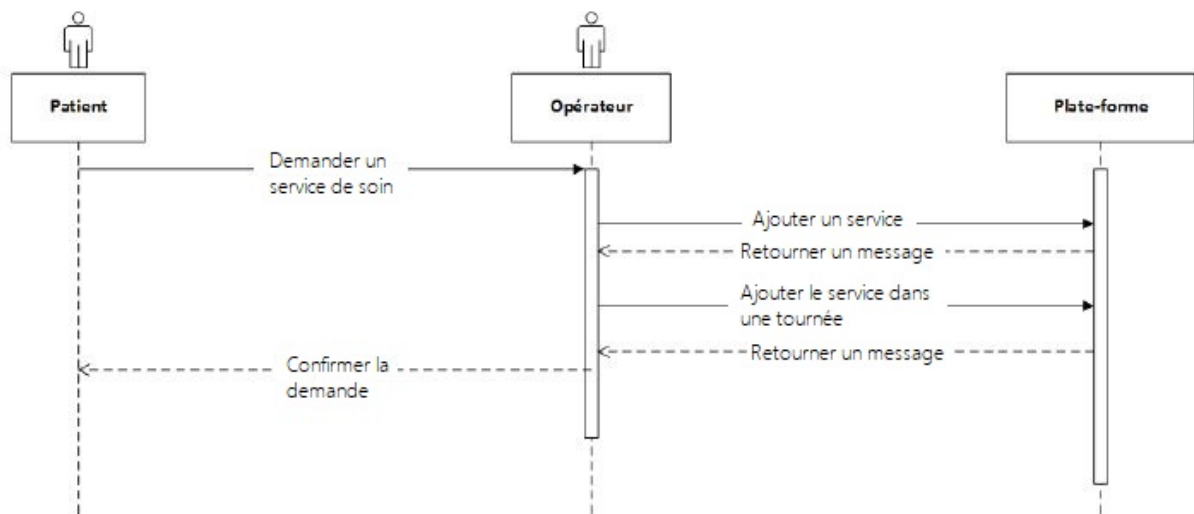 Patient
Opérateur
Plate-forme
Demander un
service de soin
Ajouter un service
Retourner un message
Ajouter le service dans
une tournée
Retourner un message
Confirmer la
demande